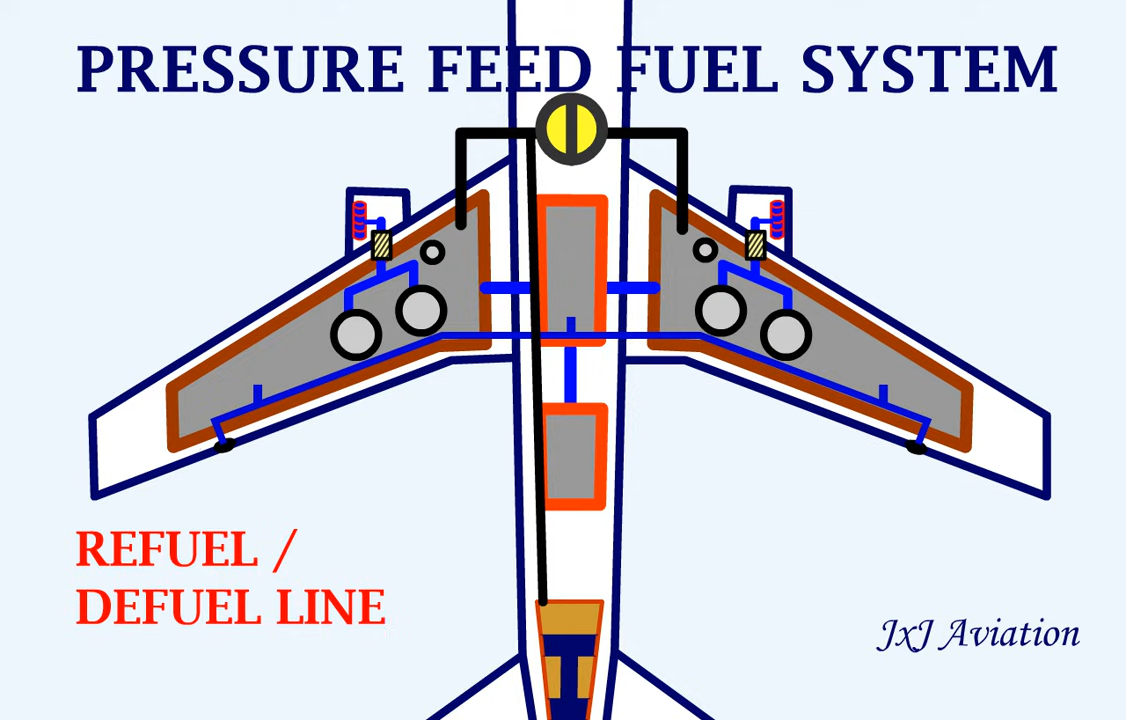 PRESSURE FEED FUEL SYSTEM
REFUEL /
DEFUEL LINE
JxJ Aviation